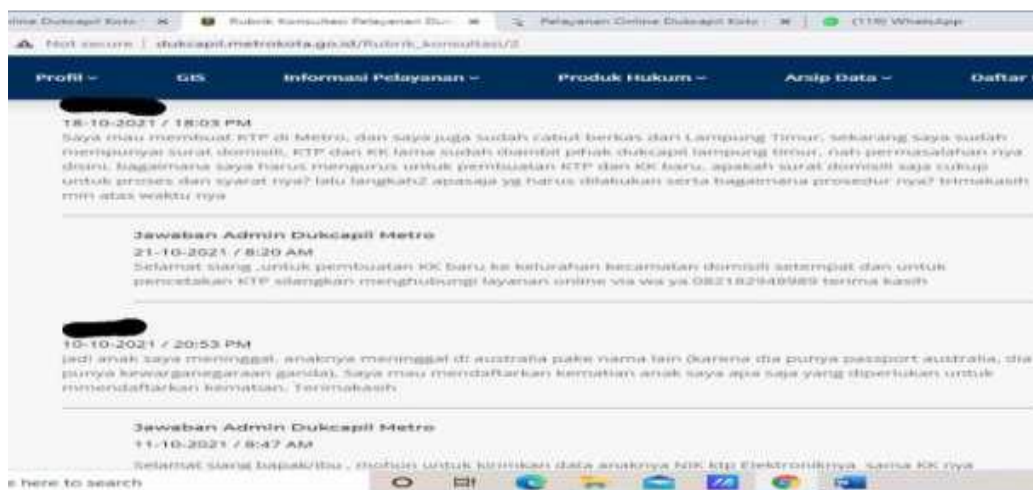 nline Dukcapil Kota
Rubrik Konsultasi Pelayanan Duk
Pelayanan Online Dukcapil Kota
(119) WhatsApp
Not secure | dukcapil.metrokota.go.id/Rubrik_konsultasi/2
Profil
GIS
Informasi Pelayanan
Produk Hukum
Arsip Data
Daftar
18-10-2021 / 18:03 PM
Saya mau membuat KTP di Metro, dan saya juga sudah cabut berkas dari Lampung Timur, sekarang saya sudah
mempunyai surat domisili, KTP dan KK lama sudah diambil pihak dukcapil lampung timur, nah permasalahan nya
disini, bagaimana saya harus mengurus untuk pembuatan KTP dan KK baru, apakah surat domisili saja cukup
untuk proses dan syarat nya? lalu langkah2 apasaja yg harus dilakukan serta bagaimana prosedur nya? trimakasih
min atas waktu nya
Jawaban Admin Dukcapil Metro
21-10-2021 / 8:20 AM
Selamat siang ,untuk pembuatan KK baru ke kelurahan kecamatan domisili setempat dan untuk
pencetakan KTP silangkan menghubungi layanan online via wa ya 082182948989 terima kasih
10-10-2021 / 20:53 PM
jadi anak saya meninggal, anaknya meninggal di australia pake nama lain (karena dia punya passport australia, dia
punya kewarganegaraan ganda). Saya mau mendaftarkan kematian anak saya apa saja yang diperlukan untuk
mmendaftarkan kematian. Terimakasih
Jawaban Admin Dukcapil Metro
11-10-2021 / 8:47 AM
Selamat siang bapak/ibu , mohon untuk kirimkan data anaknya NIK ktp Elektroniknya sama KK nya
e here to search